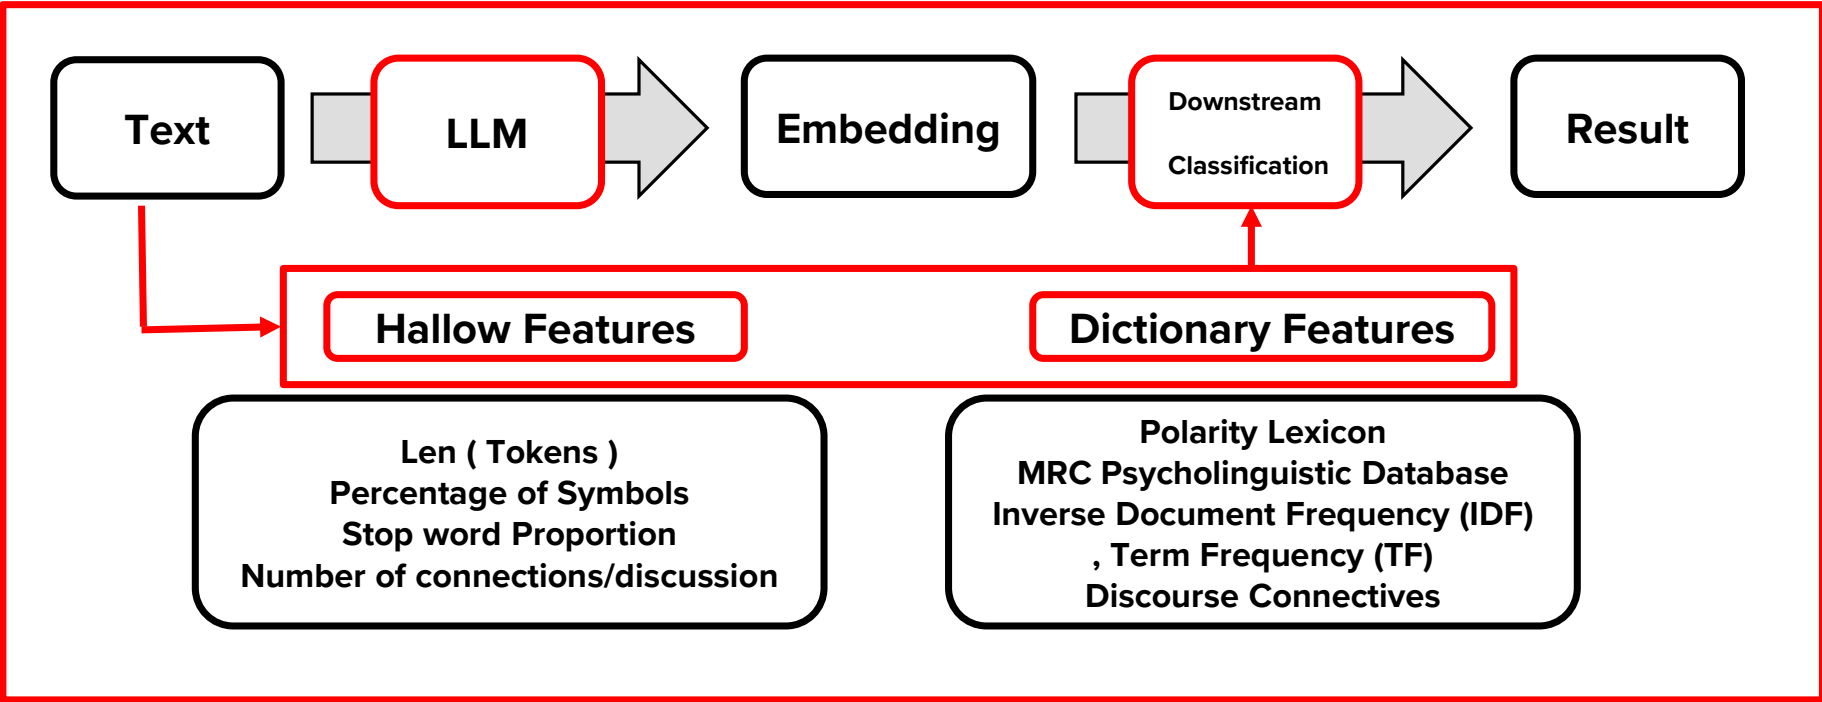 Text
LLM
Embedding
Downstream
Classification
Result
Hallow Features
Dictionary Features
Len ( Tokens )
Percentage of Symbols
Stop word Proportion
Number of connections/discussion
Polarity Lexicon
MRC Psycholinguistic Database
Inverse Document Frequency (IDF)
, Term Frequency (TF)
Discourse Connectives